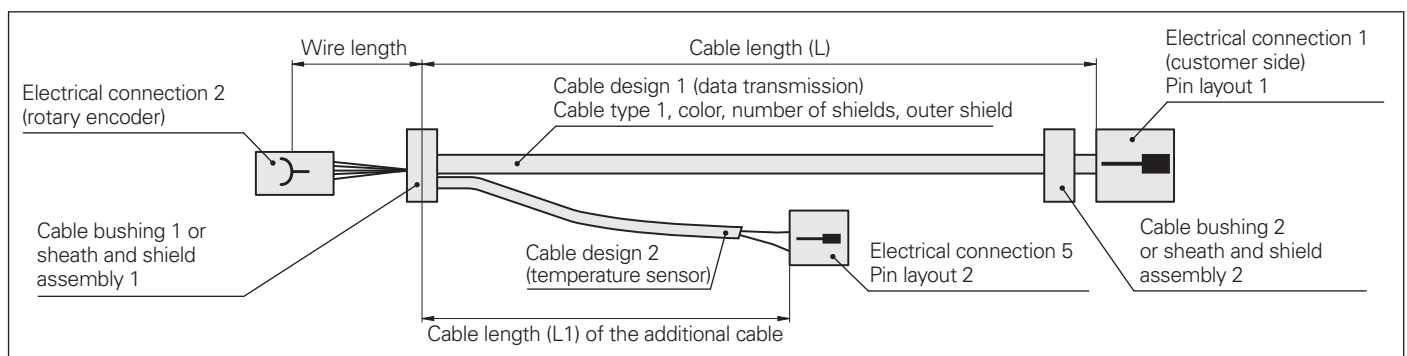 Wire length
Cable length (L)
Electrical connection 1
(customer side)
Pin layout 1
Electrical connection 2
(rotary encoder)
Cable design 1 (data transmission)
Cable type 1, color, number of shields, outer shield
Cable bushing 1 or
sheath and shield
assembly 1
Cable design 2
(temperature sensor)
Electrical connection 5
Pin layout 2
Cable bushing 2
or sheath and shield
assembly 2
Cable length (L1) of the additional cable